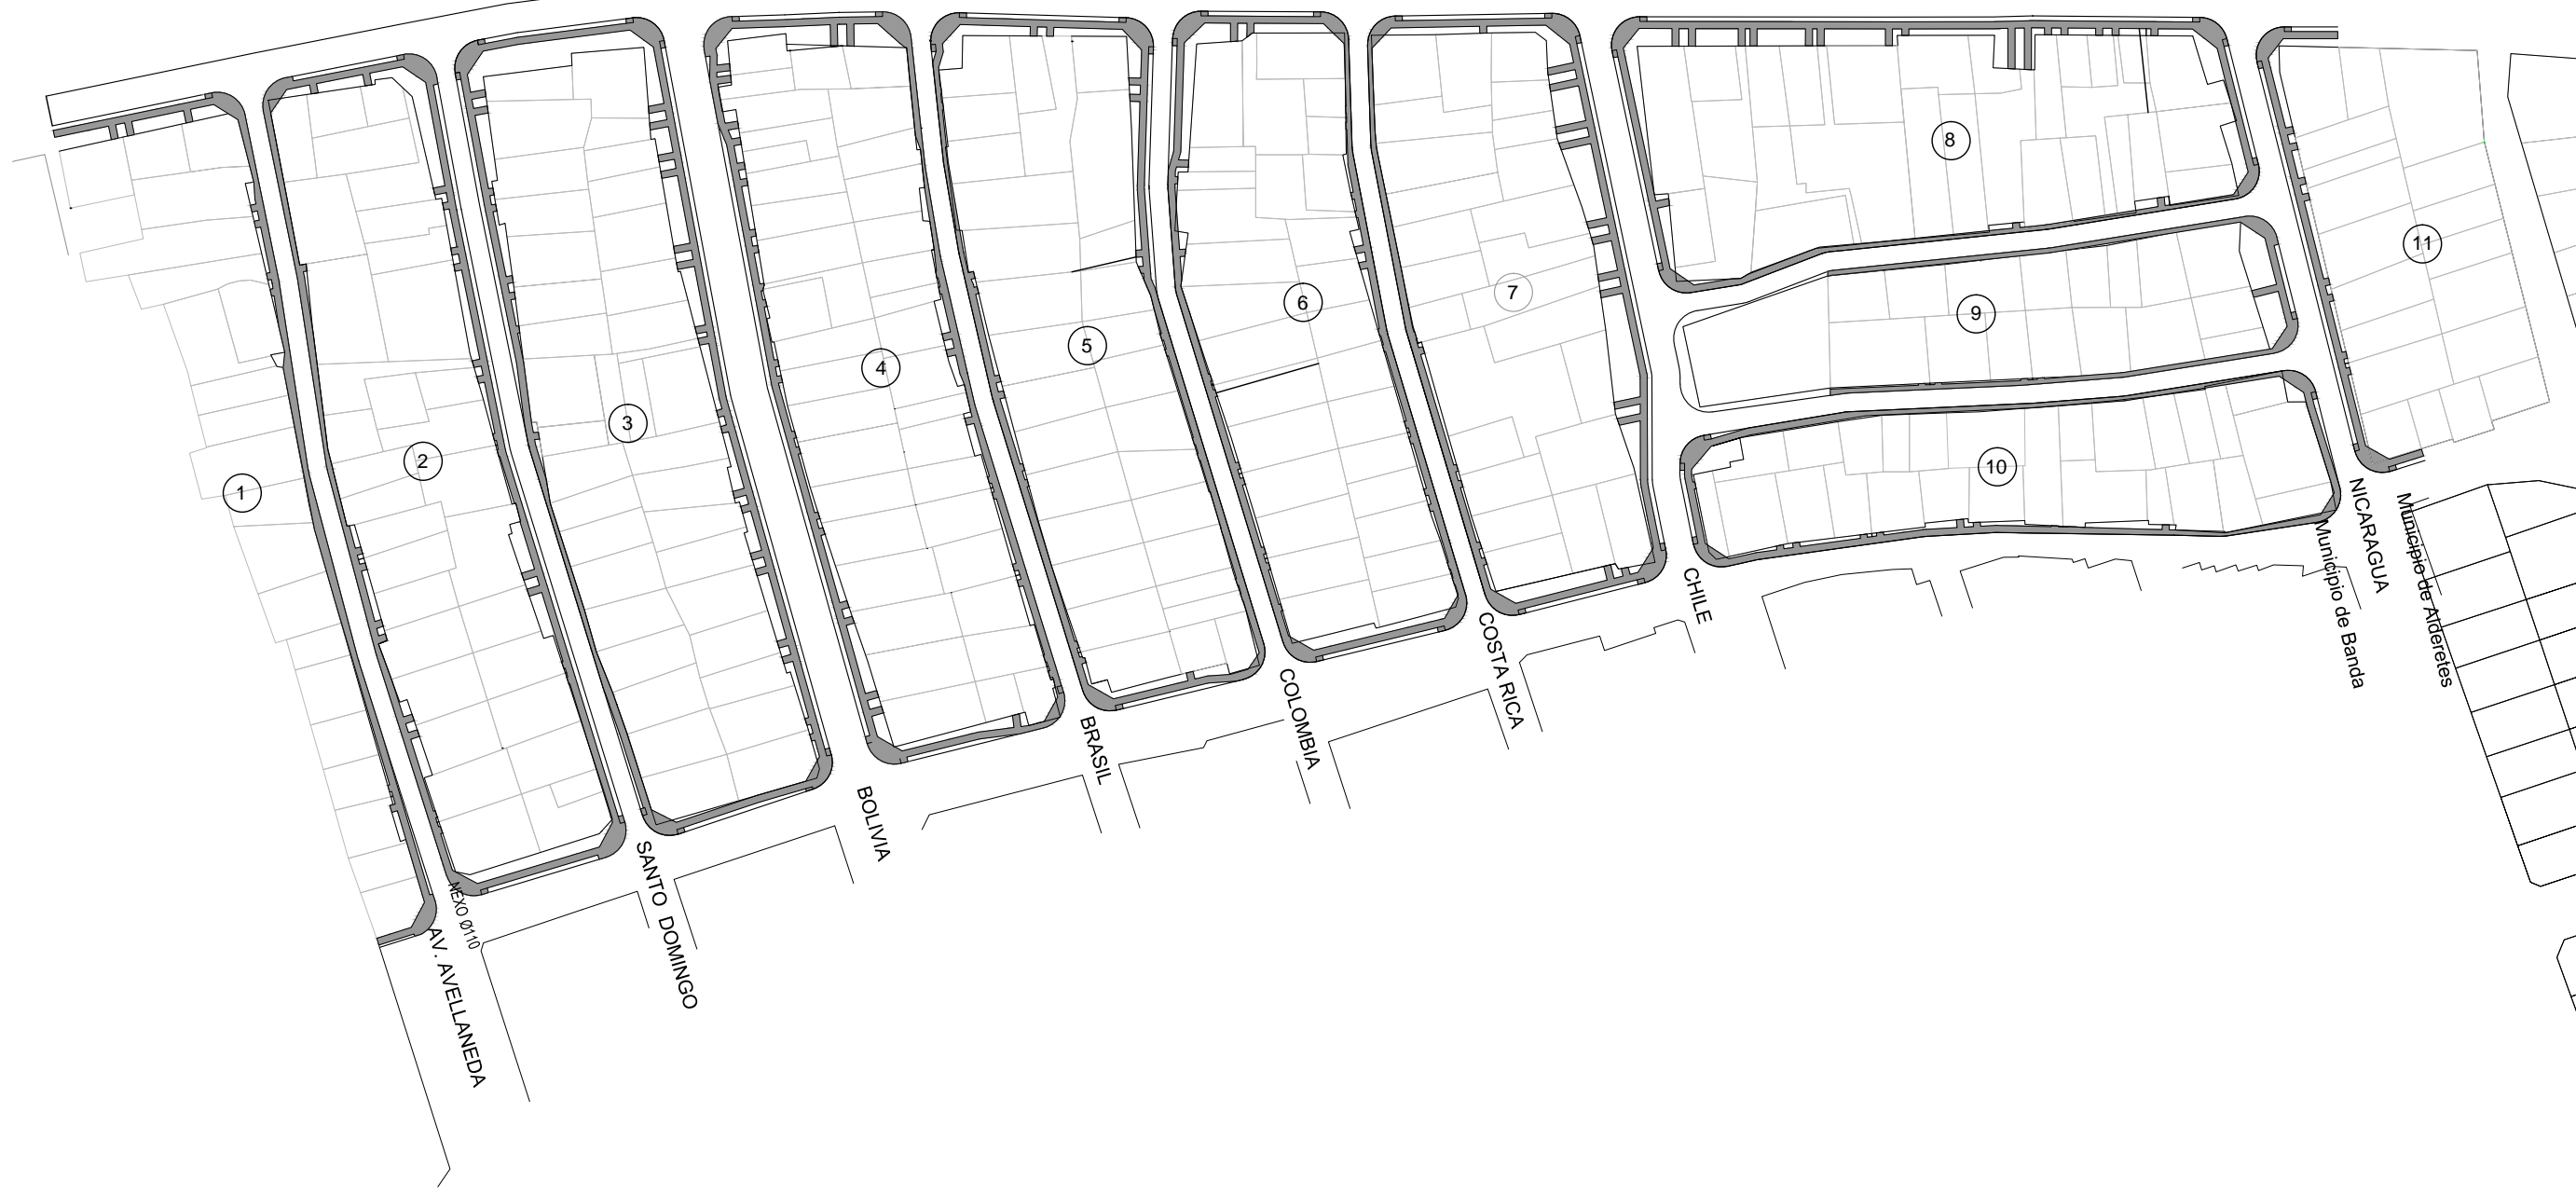 1
2
3
4
5
6
7
8
9
10
11
AV. AVELLANEDA
NEXO Ø110
SANTO DOMINGO
BOLIVIA
BRASIL
COLOMBIA
COSTA RICA
CHILE
Municipio de Banda
NICARAGUA
Municipio de Alderetes